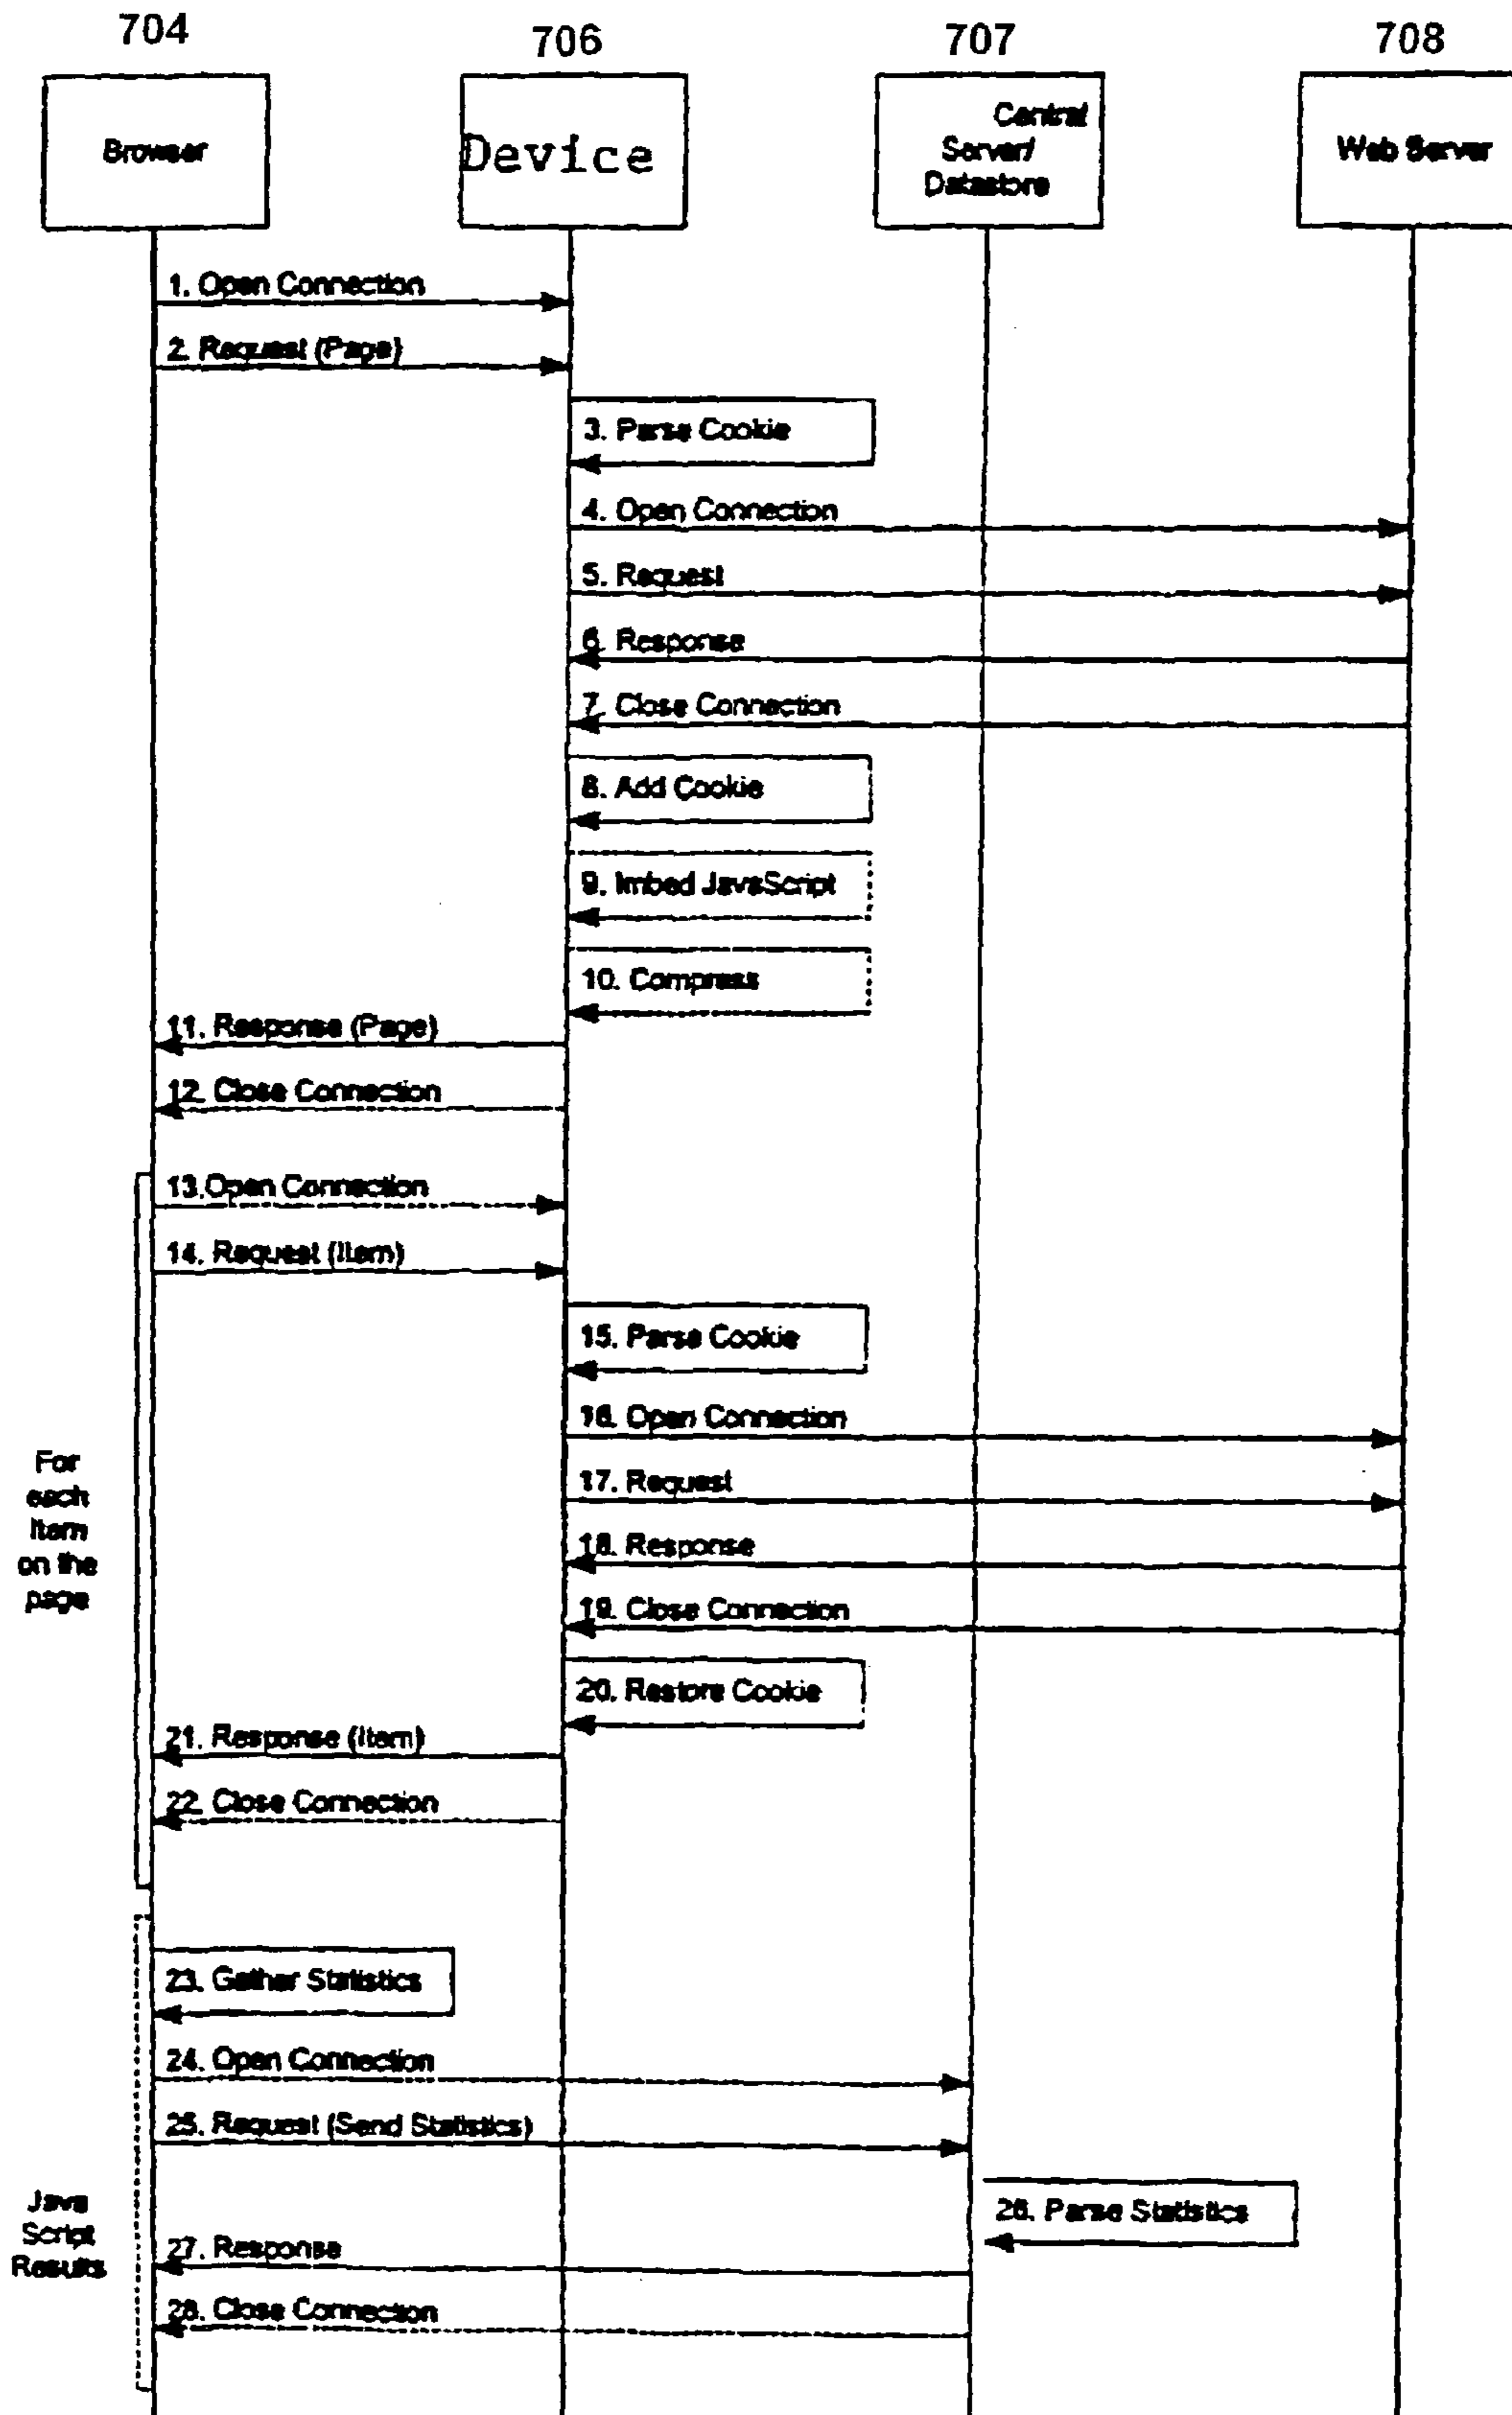 704
706
707
708
Browser
Device
Central
Server/
Datastore
Web Server
1. Open Connection
2. Request (Page)
3. Parse Cookie
4. Open Connection
5. Request
6. Response
7. Close Connection
8. Add Cookie
9. Imbed JavaScript
10. Compress
11. Response (Page)
12. Close Connection
13.Open Connection
14. Request (Item)
15. Parse Cookie
16. Open Connection
17. Request
18. Response
19. Close Connection
For
each
Item
on the
page
20. Restore Cookie
21. Response (Item)
22. Close Connection
23. Gather Statistics
24. Open Connection
25. Request (Send Statistics)
26. Parse Statistics
Java
Script
Results
27. Response
28. Close Connection